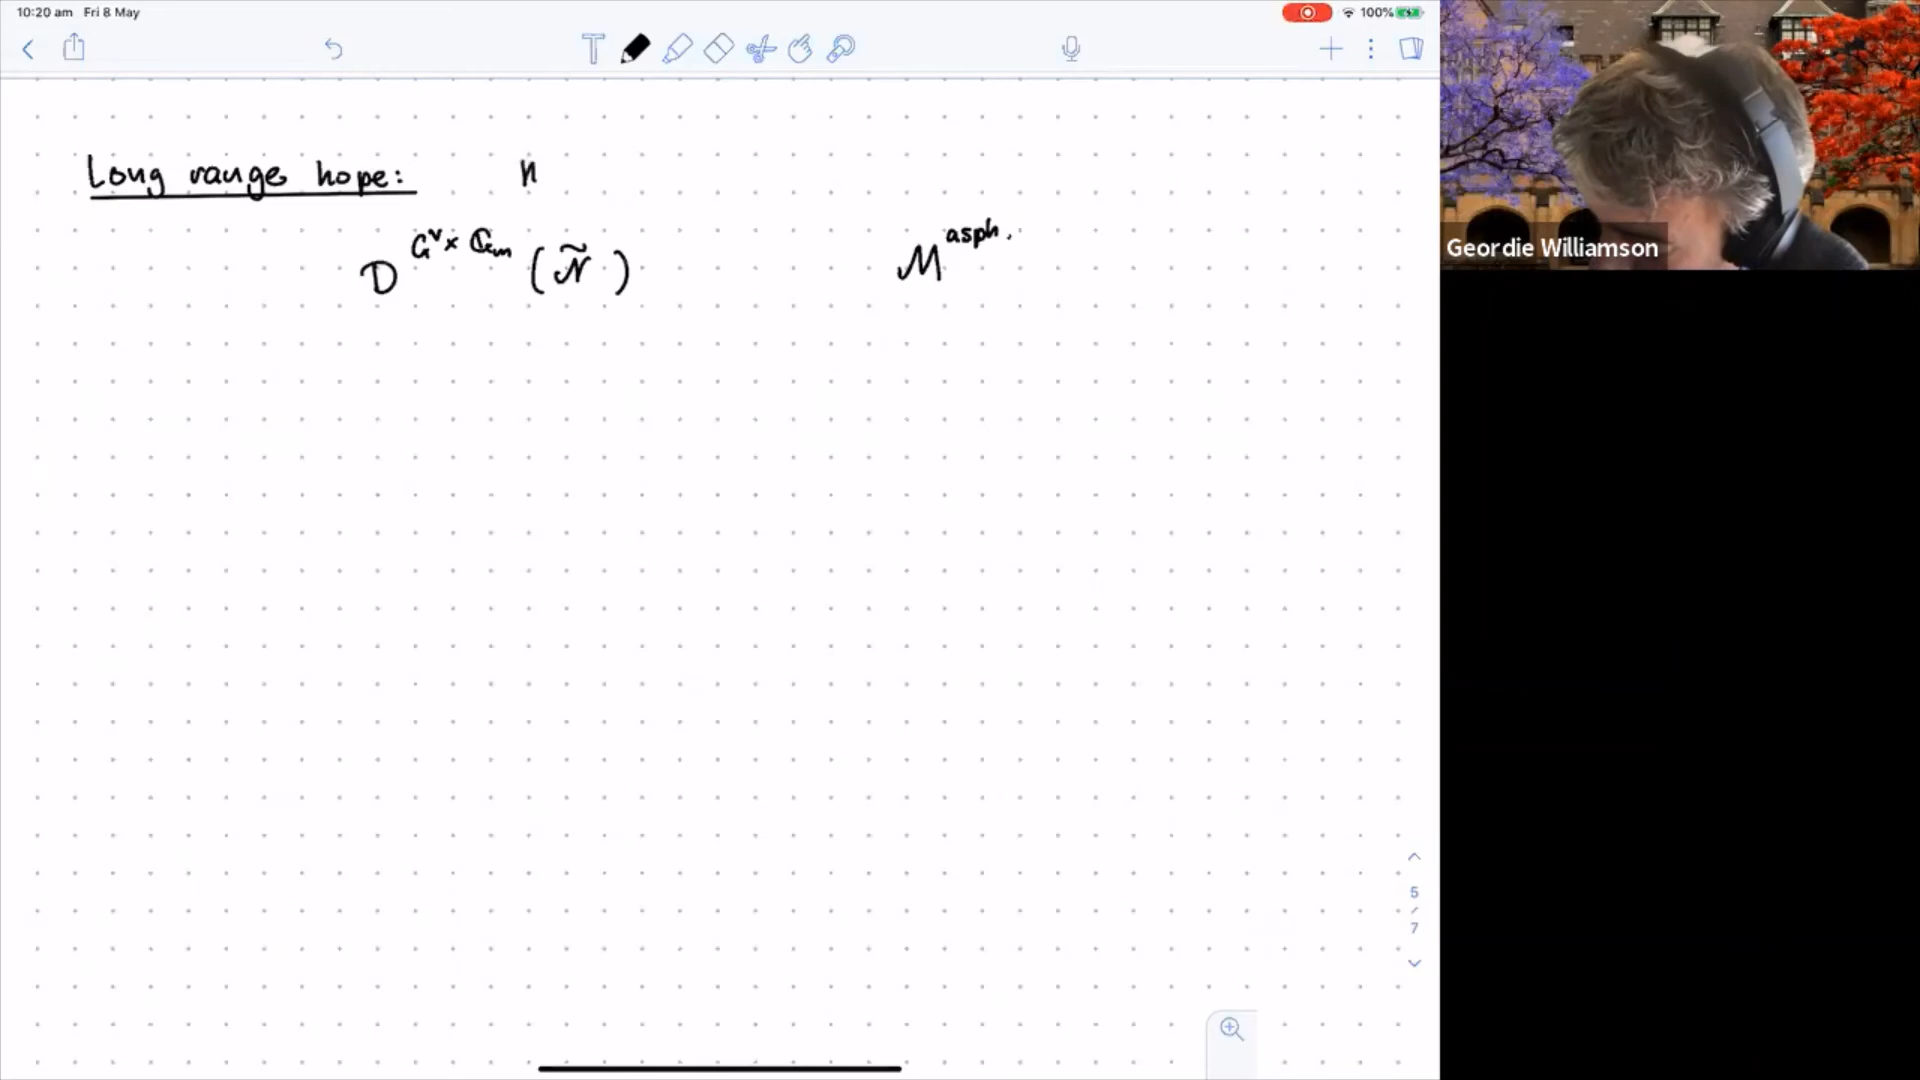 10:20 am Fri 8 May
100%
Long range hope: n
D^{G^∨ × 𝔾_m} (Ñ) M^{asph.}
Geordie Williamson
5
/
7